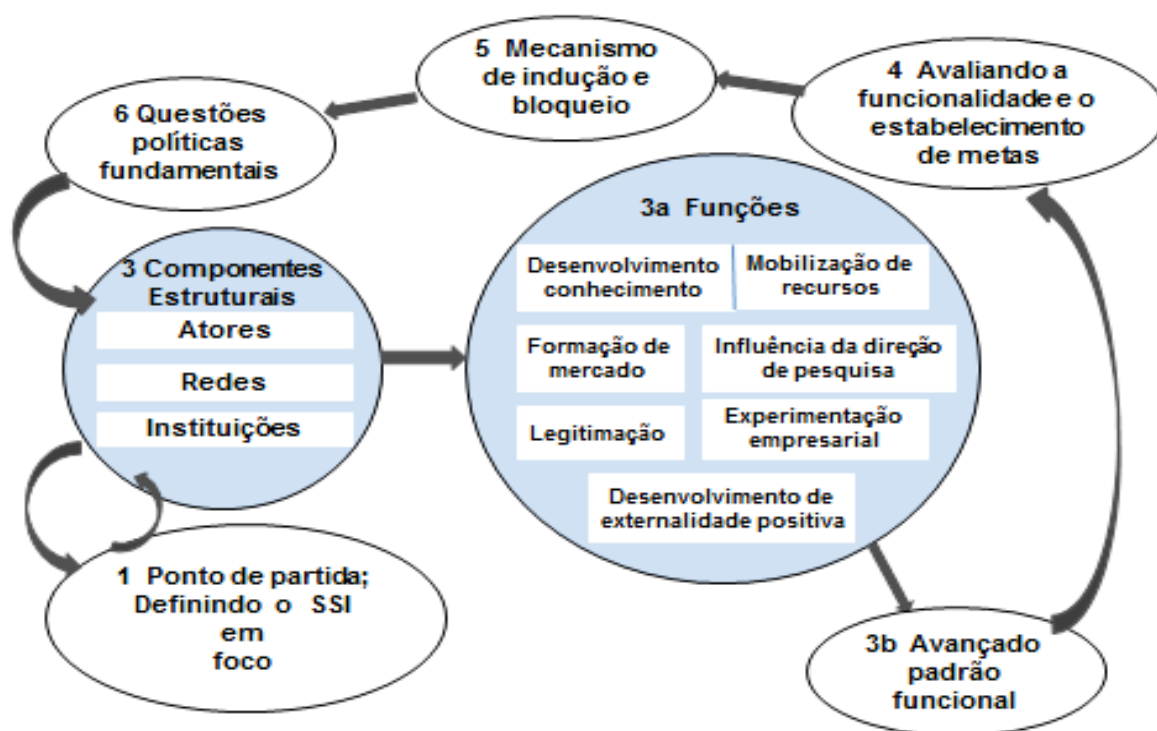 5 Mecanismo
de indução e
bloqueio
4 Avaliando a
funcionalidade e o
estabelecimento
de metas
6 Questões
políticas
fundamentais
3a Funções
Desenvolvimento
conhecimento
Mobilização de
recursos
Formação de
mercado
Influência da direção
de pesquisa
Legitimação
Experimentação
empresarial
Desenvolvimento de
externalidade positiva
3 Componentes
Estruturais
Atores
Redes
Instituições
1 Ponto de partida;
Definindo o SSI
em
foco
3b Avançado
padrão
funcional